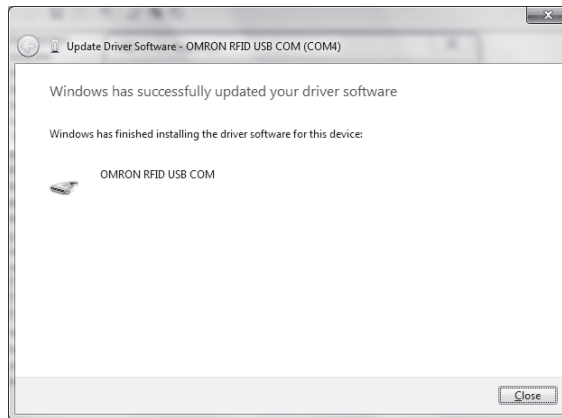 Update Driver Software - OMRON RFID USB COM (COM4)
Windows has successfully updated your driver software
Windows has finished installing the driver software for this device:
OMRON RFID USB COM
Close